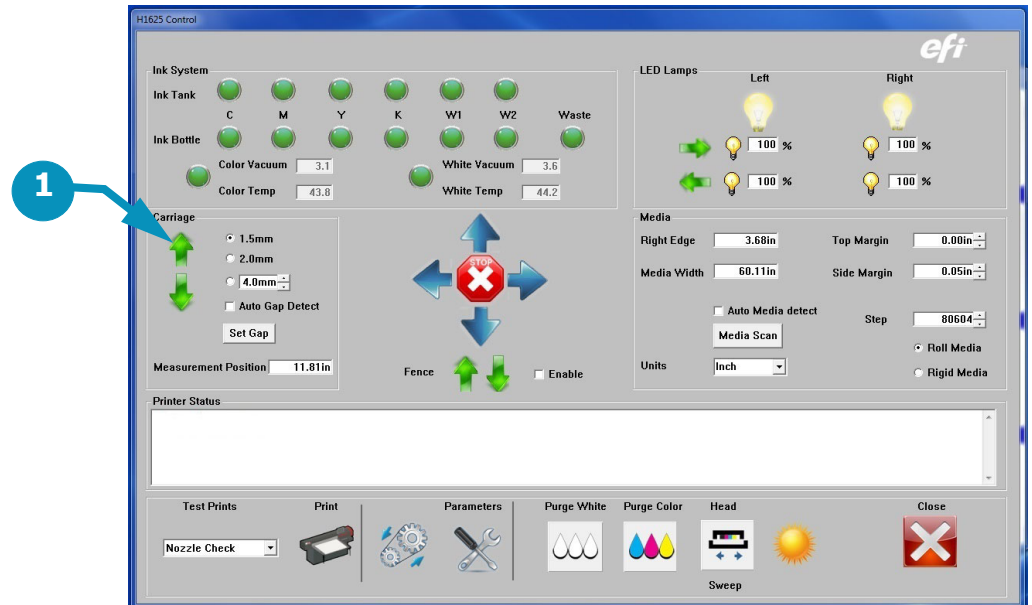 H1625 Control
efi
Ink System
Ink Tank
C M Y K W1 W2 Waste
Ink Bottle
Color Vacuum 3.1 White Vacuum 3.6
Color Temp 43.8 White Temp 44.2
LED Lamps
Left Right
100 % 100 %
100 % 100 %
1
Carriage
1.5mm
2.0mm
4.0mm
Auto Gap Detect
Set Gap
Measurement Position 11.81in
STOP
Fence Enable
Media
Right Edge 3.68in Top Margin 0.00in
Media Width 60.11in Side Margin 0.05in
Auto Media detect
Media Scan
Step 80604
Roll Media
Units Inch
Rigid Media
Printer Status
Test Prints Print Parameters Purge White Purge Color Head Close
Nozzle Check
Sweep